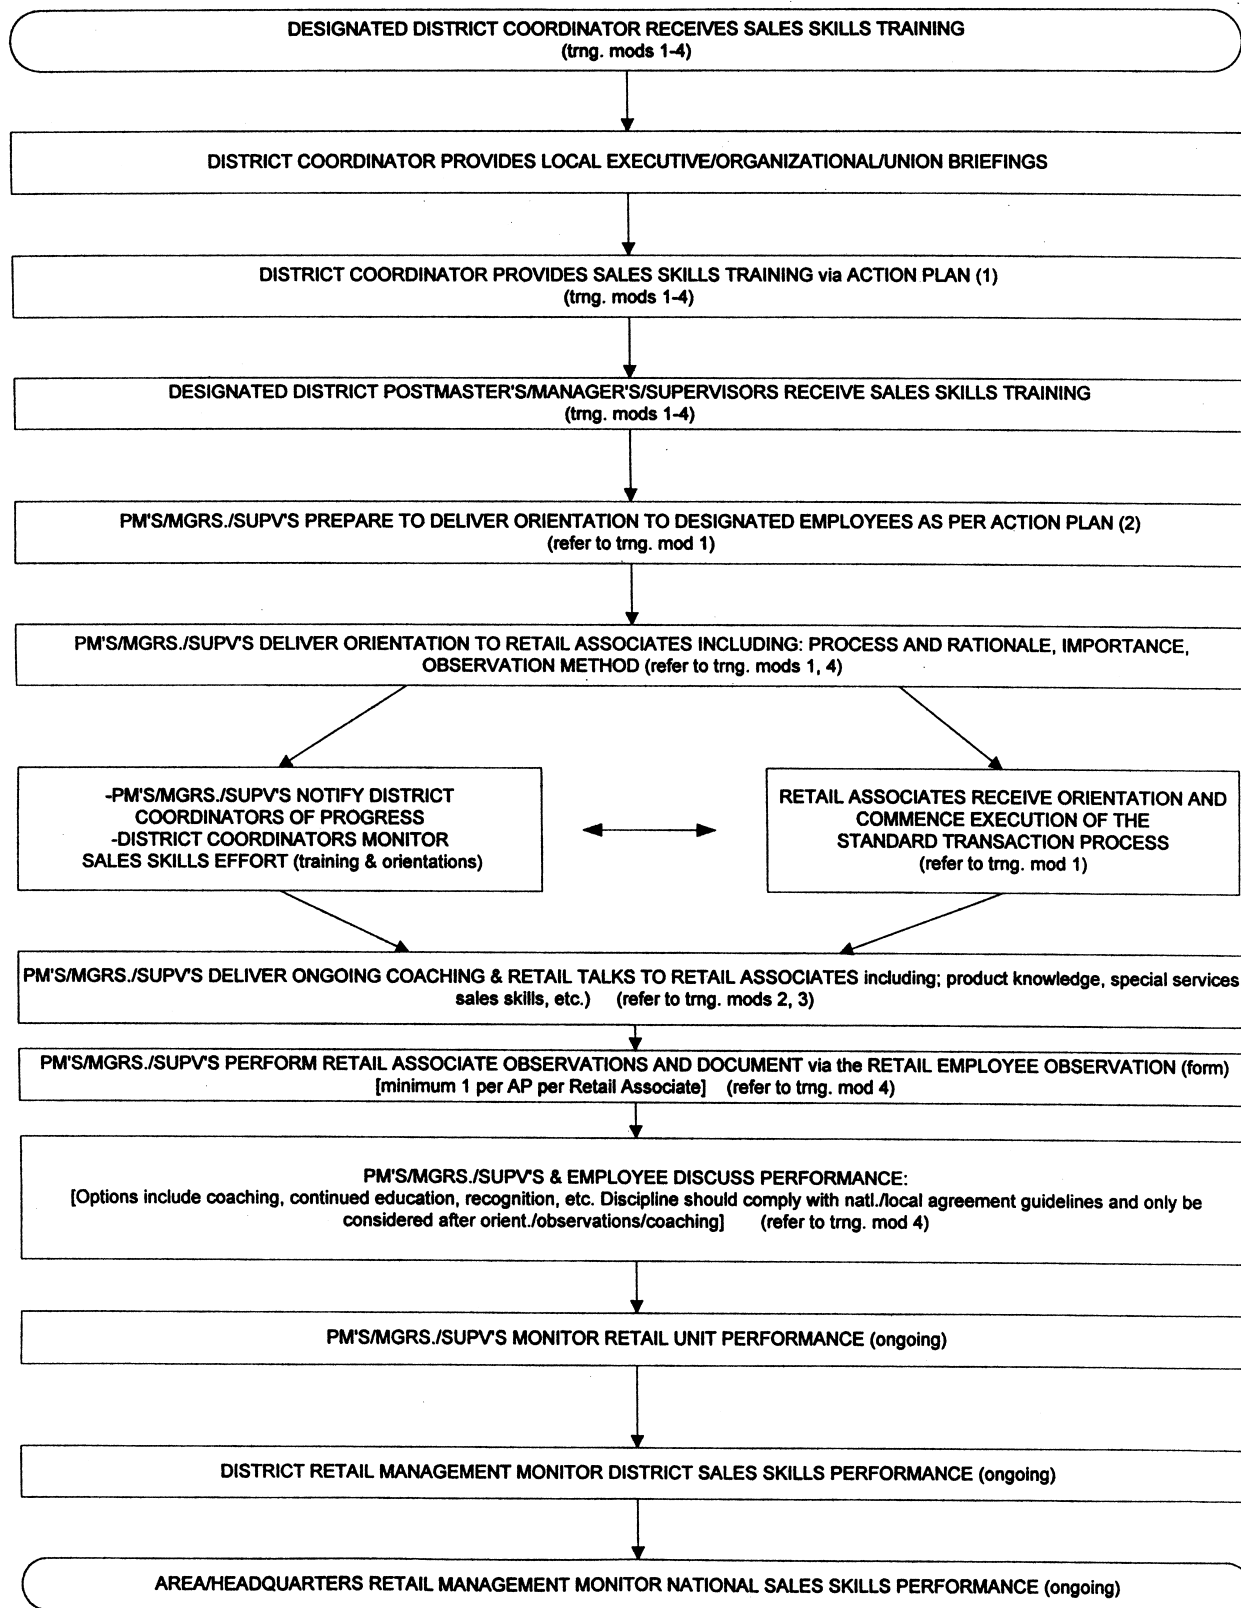 DESIGNATED DISTRICT COORDINATOR RECEIVES SALES SKILLS TRAINING
(trng. mods 1-4)
DISTRICT COORDINATOR PROVIDES LOCAL EXECUTIVE/ORGANIZATIONAL/UNION BRIEFINGS
DISTRICT COORDINATOR PROVIDES SALES SKILLS TRAINING via ACTION PLAN (1)
(trng. mods 1-4)
DESIGNATED DISTRICT POSTMASTER'S/MANAGER'S/SUPERVISORS RECEIVE SALES SKILLS TRAINING
(trng. mods 1-4)
PM'S/MGRS./SUPV'S PREPARE TO DELIVER ORIENTATION TO DESIGNATED EMPLOYEES AS PER ACTION PLAN (2)
(refer to trng. mod 1)
PM'S/MGRS./SUPV'S DELIVER ORIENTATION TO RETAIL ASSOCIATES INCLUDING: PROCESS AND RATIONALE, IMPORTANCE,
OBSERVATION METHOD (refer to trng. mods 1, 4)
-PM'S/MGRS./SUPV'S NOTIFY DISTRICT
COORDINATORS OF PROGRESS
-DISTRICT COORDINATORS MONITOR
SALES SKILLS EFFORT (training & orientations)
RETAIL ASSOCIATES RECEIVE ORIENTATION AND
COMMENCE EXECUTION OF THE
STANDARD TRANSACTION PROCESS
(refer to trng. mod 1)
PM'S/MGRS./SUPV'S DELIVER ONGOING COACHING & RETAIL TALKS TO RETAIL ASSOCIATES including; product knowledge, special services
sales skills, etc.) (refer to trng. mods 2, 3)
PM'S/MGRS./SUPV'S PERFORM RETAIL ASSOCIATE OBSERVATIONS AND DOCUMENT via the RETAIL EMPLOYEE OBSERVATION (form)
[minimum 1 per AP per Retail Associate] (refer to trng. mod 4)
PM'S/MGRS./SUPV'S & EMPLOYEE DISCUSS PERFORMANCE:
[Options include coaching, continued education, recognition, etc. Discipline should comply with natl./local agreement guidelines and only be
considered after orient./observations/coaching] (refer to trng. mod 4)
PM'S/MGRS./SUPV'S MONITOR RETAIL UNIT PERFORMANCE (ongoing)
DISTRICT RETAIL MANAGEMENT MONITOR DISTRICT SALES SKILLS PERFORMANCE (ongoing)
AREA/HEADQUARTERS RETAIL MANAGEMENT MONITOR NATIONAL SALES SKILLS PERFORMANCE (ongoing)